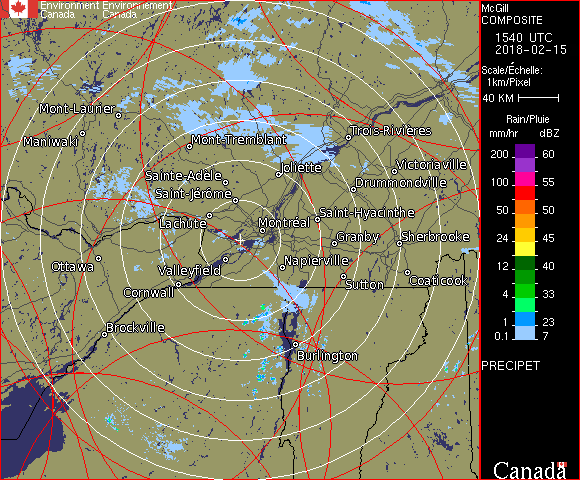 Environment Environnement
Canada Canada
McGill
COMPOSITE
1540 UTC
2018-02-15
Scale/Échelle:
1km/Pixel
40 KM
Rain/Pluie
mm/hr dBZ
200 60
100 55
50 50
24 45
12 40
4 33
1 23
0.1 7
PRECIPET
Canada
Mont-Laurier
Maniwaki
Mont-Tremblant
Trois-Rivières
Joliette
Victoriaville
Sainte-Adèle
Drummondville
Saint-Jérôme
Lachute
Saint-Hyacinthe
Montréal
Granby
Sherbrooke
Ottawa
Valleyfield
Napierville
Sutton
Coaticook
Cornwall
Brockville
Burlington